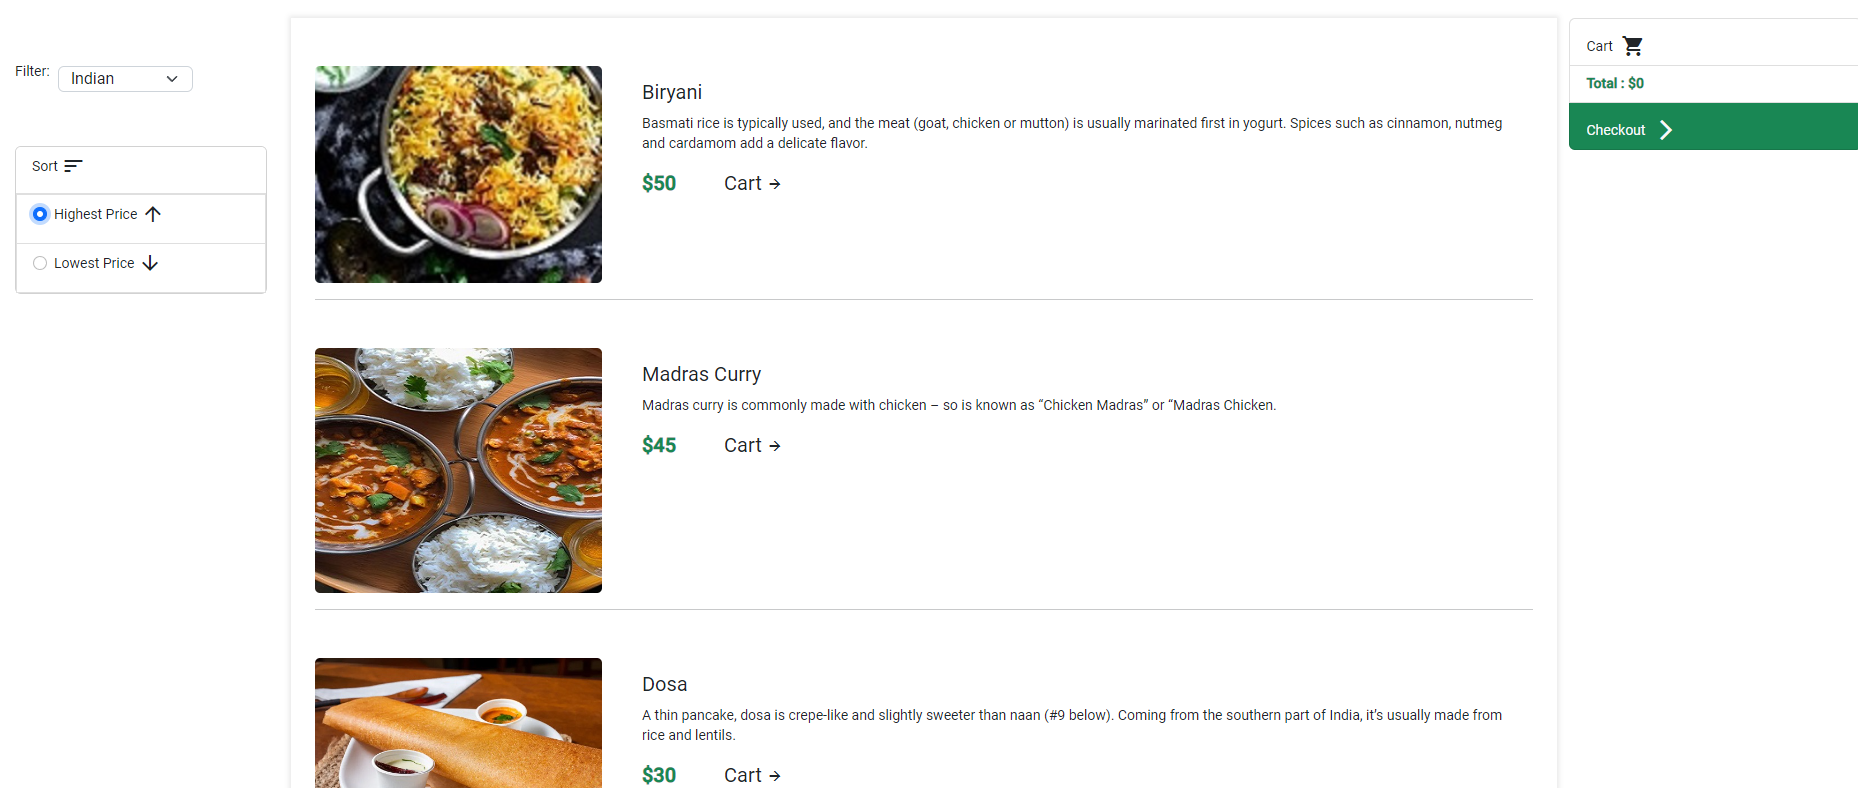 Filter:
Indian
Sort
Highest Price
Lowest Price
Biryani
Basmati rice is typically used, and the meat (goat, chicken or mutton) is usually marinated first in yogurt. Spices such as cinnamon, nutmeg
and cardamom add a delicate flavor.
$50 Cart →
Madras Curry
Madras curry is commonly made with chicken – so is known as “Chicken Madras” or “Madras Chicken.
$45 Cart →
Dosa
A thin pancake, dosa is crepe-like and slightly sweeter than naan (#9 below). Coming from the southern part of India, it’s usually made from
rice and lentils.
$30 Cart →
Cart
Total : $0
Checkout